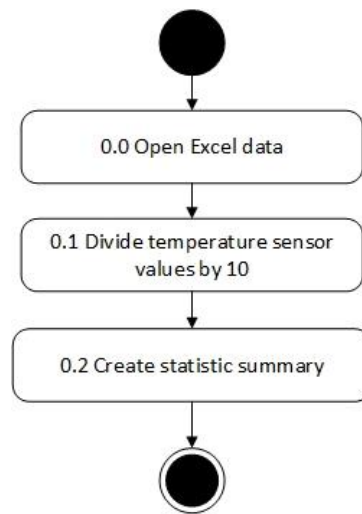 0.0 Open Excel data
0.1 Divide temperature sensor
values by 10
0.2 Create statistic summary